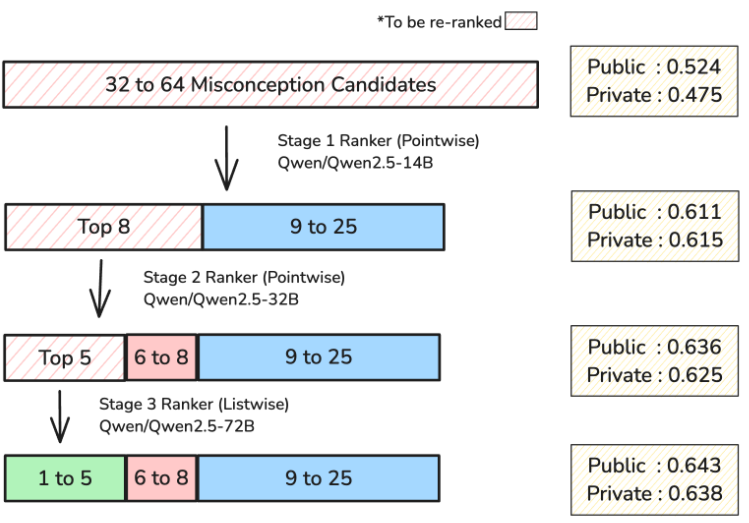 *To be re-ranked
32 to 64 Misconception Candidates
Public : 0.524
Private : 0.475
Stage 1 Ranker (Pointwise)
Qwen/Qwen2.5-14B
Top 8
9 to 25
Public : 0.611
Private : 0.615
Stage 2 Ranker (Pointwise)
Qwen/Qwen2.5-32B
Top 5
6 to 8
9 to 25
Public : 0.636
Private : 0.625
Stage 3 Ranker (Listwise)
Qwen/Qwen2.5-72B
1 to 5
6 to 8
9 to 25
Public : 0.643
Private : 0.638